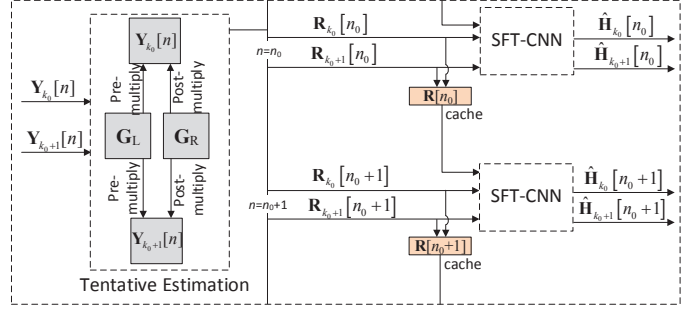 Y_{k_0}[n]
Y_{k_0+1}[n]
Y_{k_0}[n]
Pre-multiply
Post-multiply
G_L
G_R
Pre-multiply
Post-multiply
Y_{k_0+1}[n]
Tentative Estimation
n=n_0
R_{k_0}[n_0]
R_{k_0+1}[n_0]
R[n_0]
cache
SFT-CNN
Ĥ_{k_0}[n_0]
Ĥ_{k_0+1}[n_0]
n=n_0+1
R_{k_0}[n_0+1]
R_{k_0+1}[n_0+1]
R[n_0+1]
cache
SFT-CNN
Ĥ_{k_0}[n_0+1]
Ĥ_{k_0+1}[n_0+1]